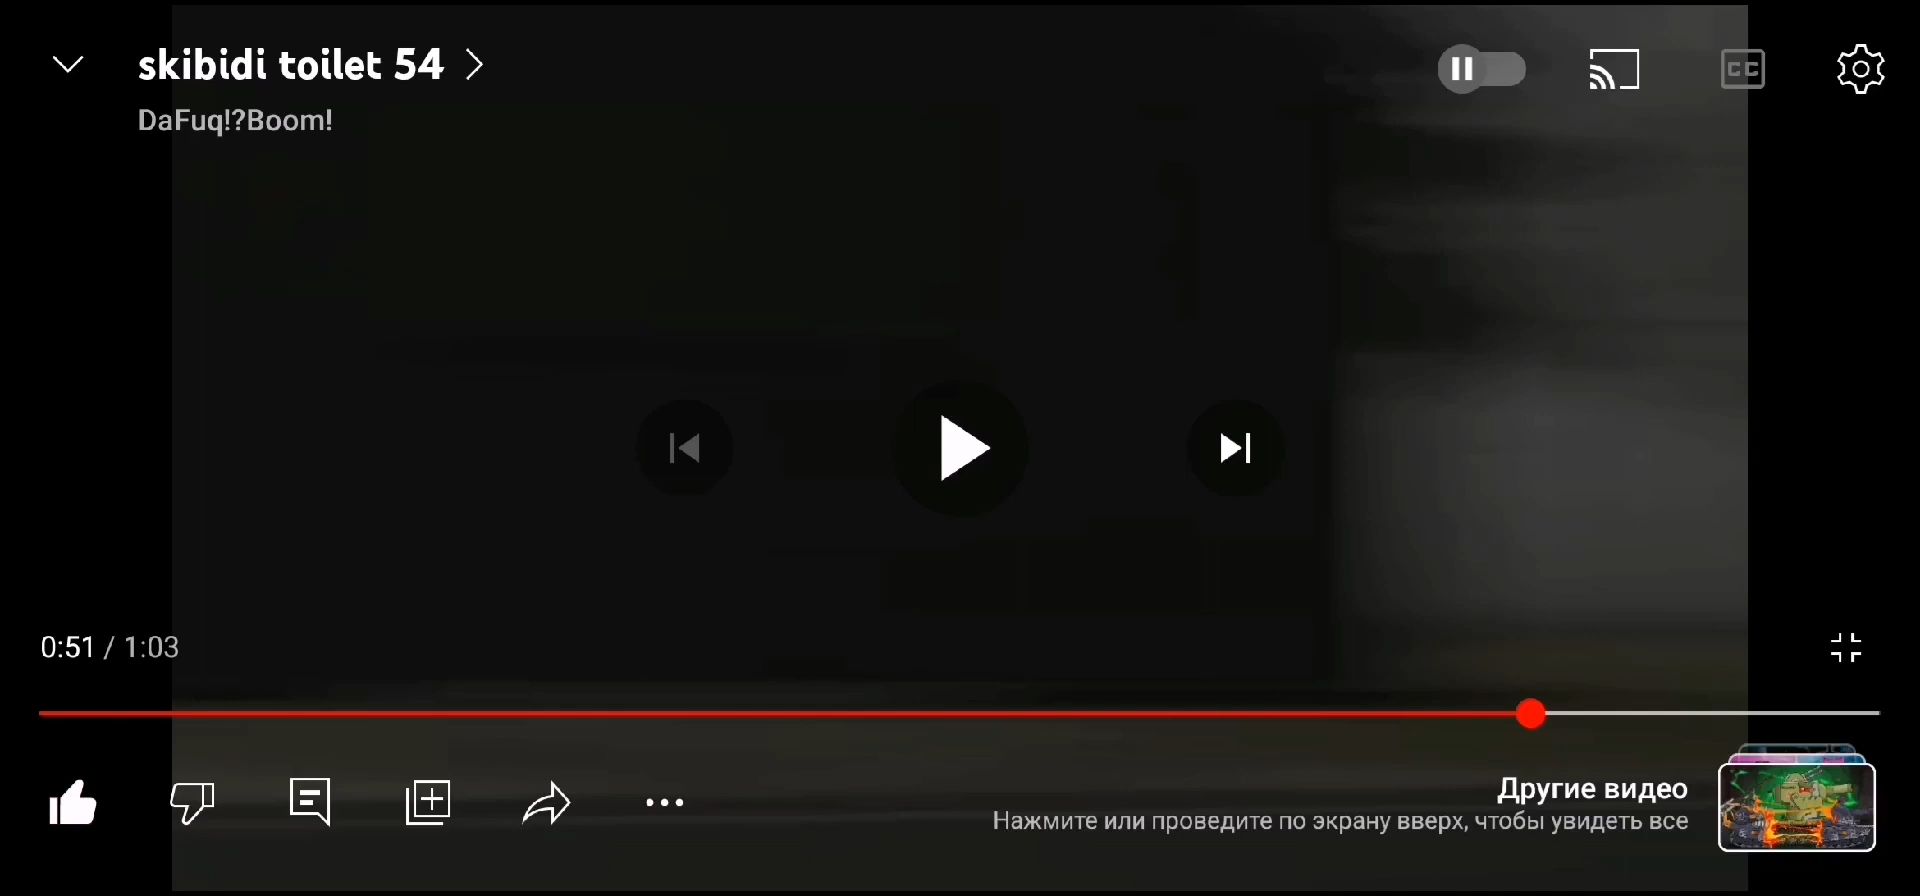 skibidi toilet 54
DaFuq!?Boom!
CC
0:51 / 1:03
Другие видео
Нажмите или проведите по экрану вверх, чтобы увидеть все